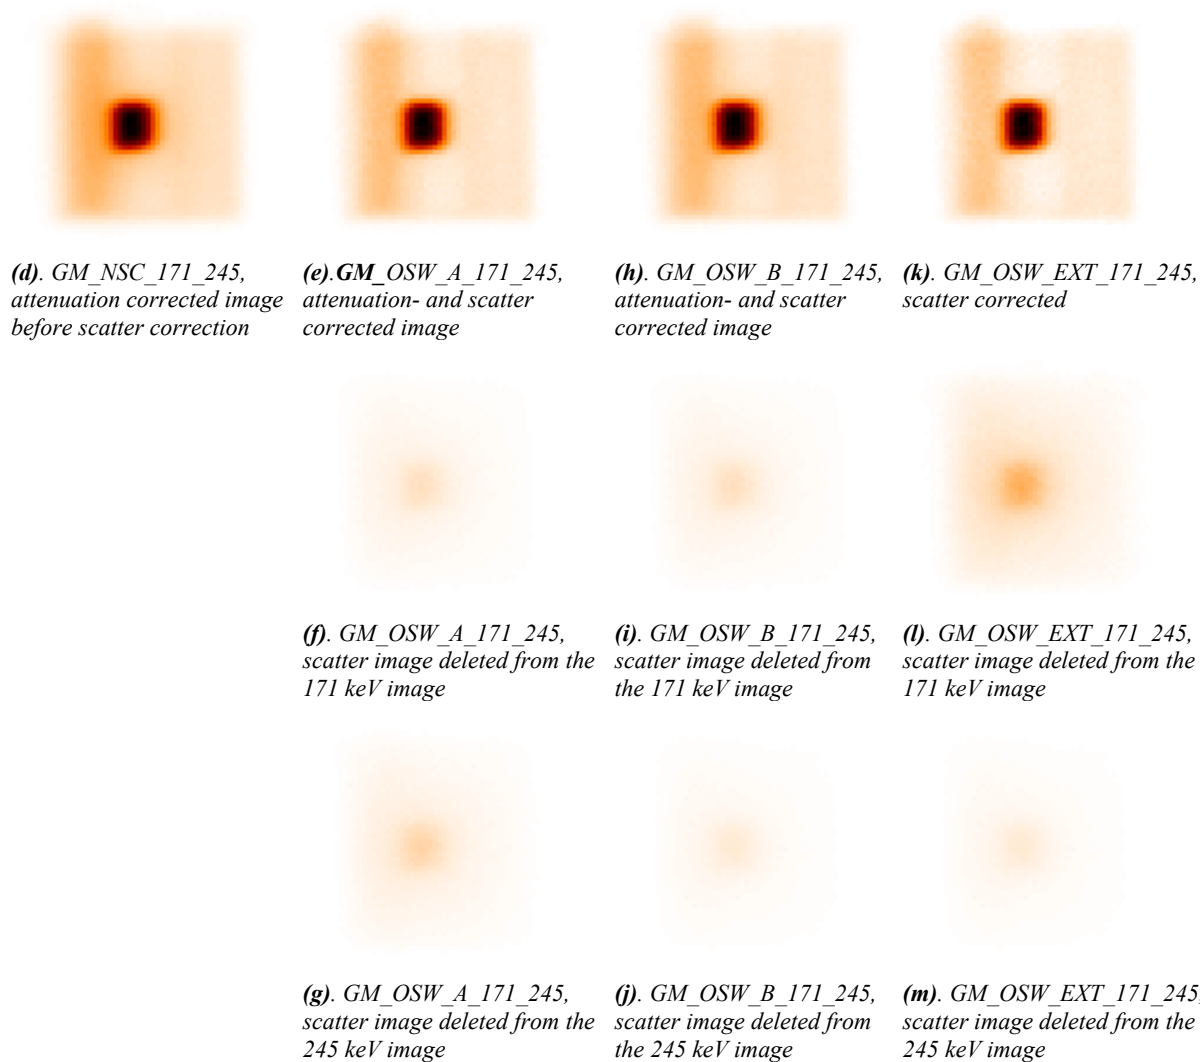 (d). GM_NSC_171_245,
attenuation corrected image
before scatter correction
(e).GM_OSW_A_171_245,
attenuation- and scatter
corrected image
(h). GM_OSW_B_171_245,
attenuation- and scatter
corrected image
(k). GM_OSW_EXT_171_245,
scatter corrected
(f). GM_OSW_A_171_245,
scatter image deleted from the
171 keV image
(i). GM_OSW_B_171_245,
scatter image deleted from
the 171 keV image
(l). GM_OSW_EXT_171_245,
scatter image deleted from the
171 keV image
(g). GM_OSW_A_171_245,
scatter image deleted from the
245 keV image
(j). GM_OSW_B_171_245,
scatter image deleted from
the 245 keV image
(m). GM_OSW_EXT_171_245,
scatter image deleted from the
245 keV image